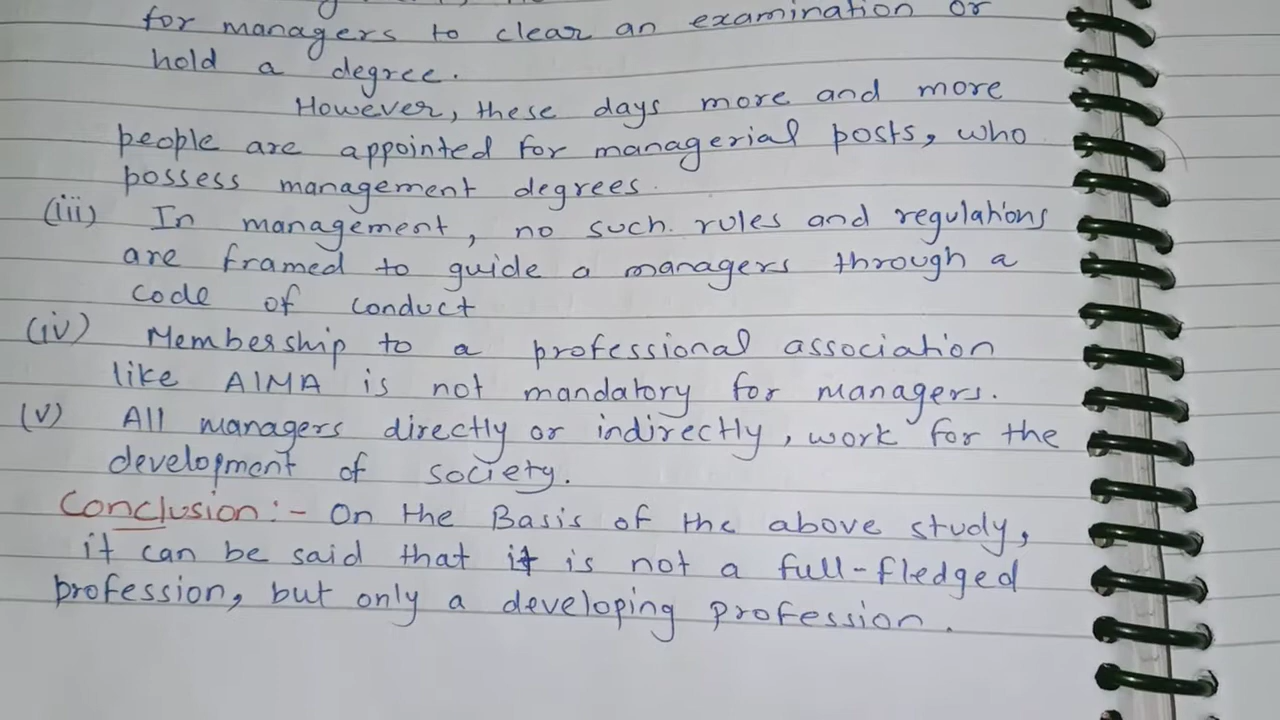 for managers to clear an examination or
hold a degree.
However, these days more and more
people are appointed for managerial posts, who
possess management degrees.
(iii) In management, no such rules and regulations
are framed to guide a managers through a
code of conduct
(iv) Membership to a professional association
like AIMA is not mandatory for managers.
(v) All managers directly or indirectly, work for the
development of society.
Conclusion:- On the Basis of the above study,
it can be said that it is not a full-fledged
profession, but only a developing profession.